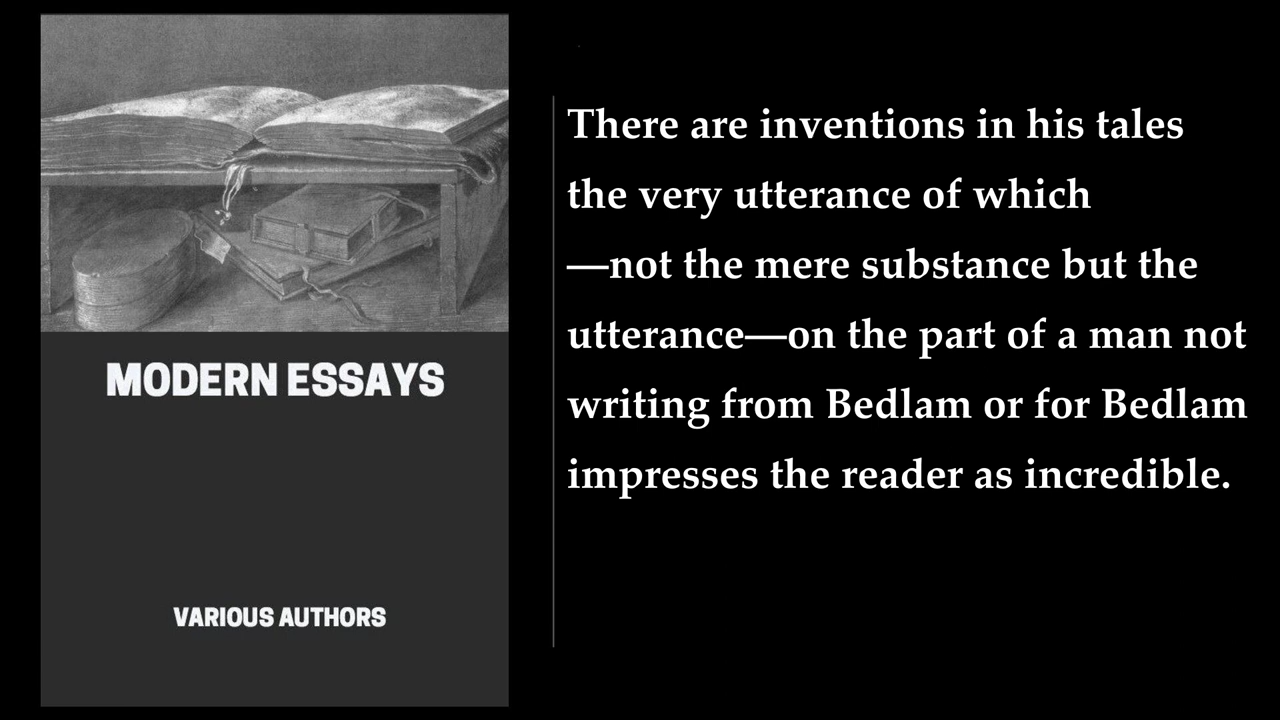 MODERN ESSAYS
VARIOUS AUTHORS
There are inventions in his tales
the very utterance of which
—not the mere substance but the
utterance—on the part of a man not
writing from Bedlam or for Bedlam
impresses the reader as incredible.